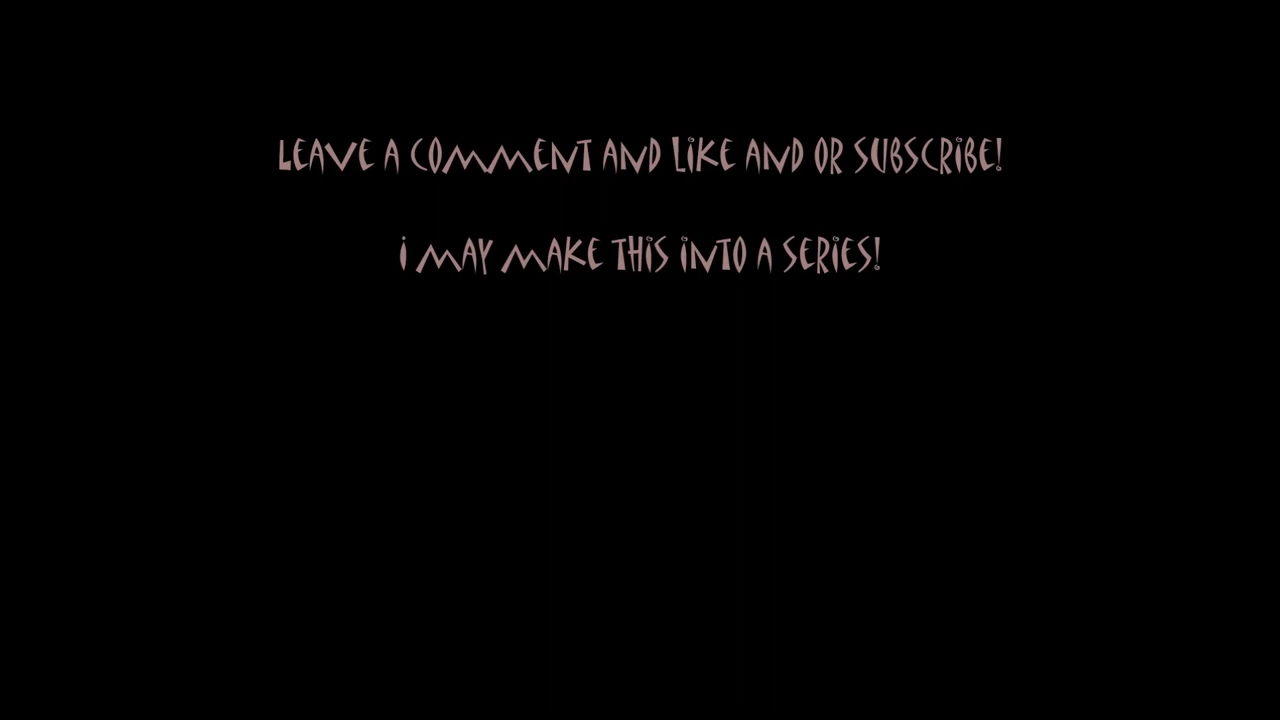 LEAVE A COMMENT AND LiKE AND OR SUBSCRiBE!
i MAY MAKE THiS iNTO A SERiES!